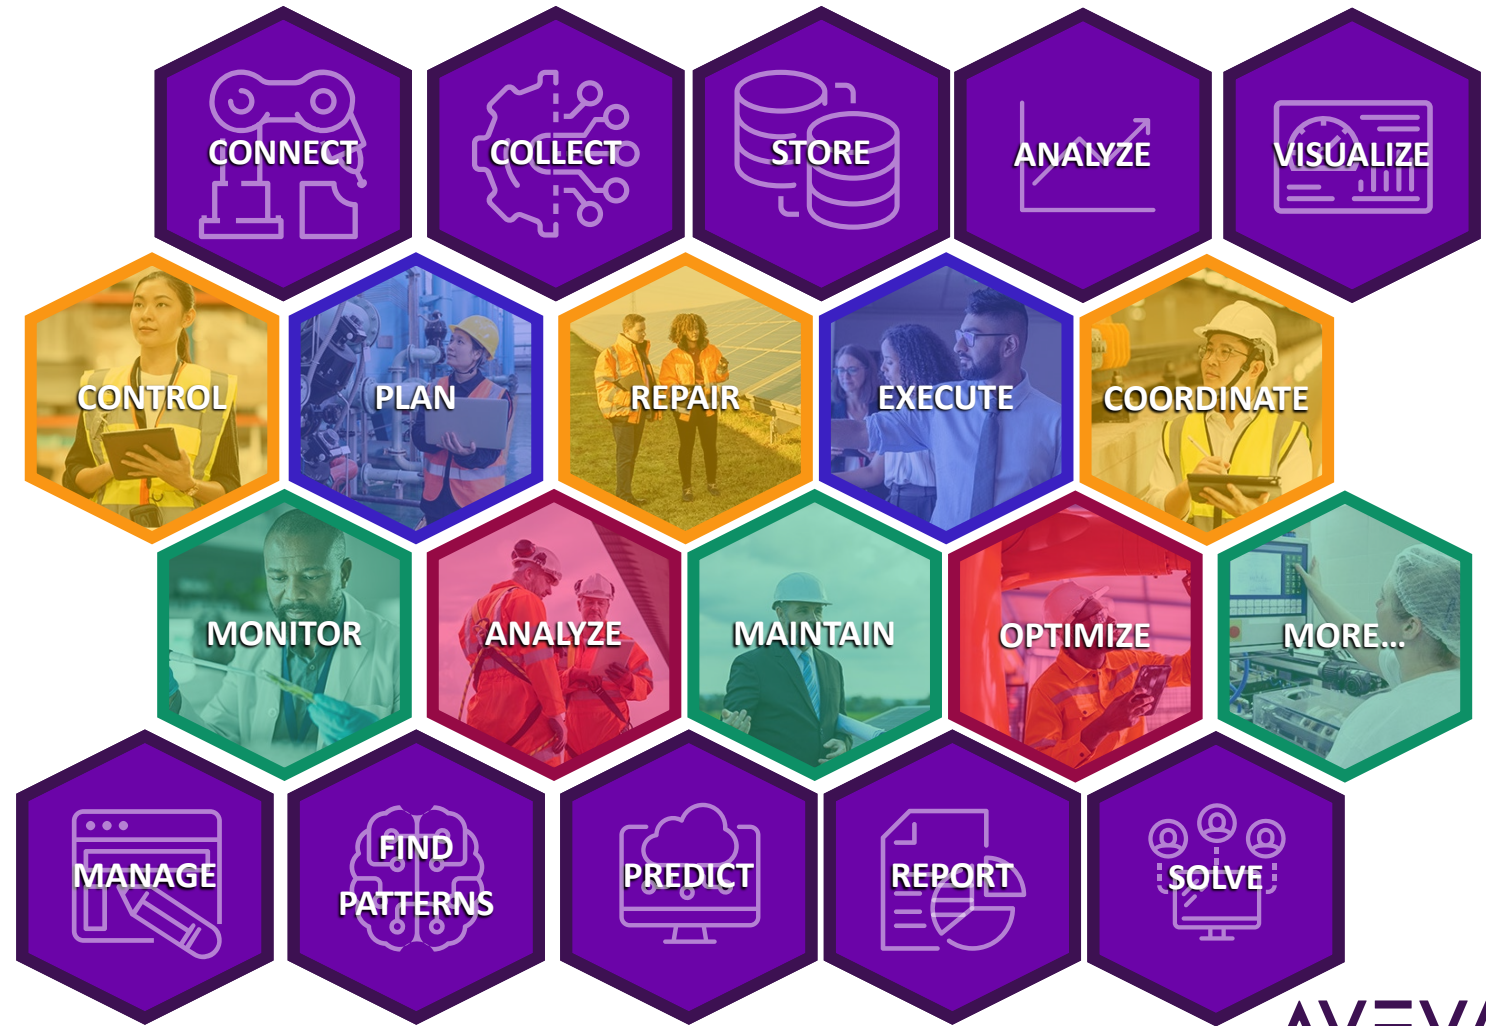 CONNECT
COLLECT
STORE
ANALYZE
VISUALIZE
CONTROL
PLAN
REPAIR
EXECUTE
COORDINATE
MONITOR
ANALYZE
MAINTAIN
OPTIMIZE
MORE...
MANAGE
FIND
PATTERNS
PREDICT
REPORT
SOLVE
AVEVA